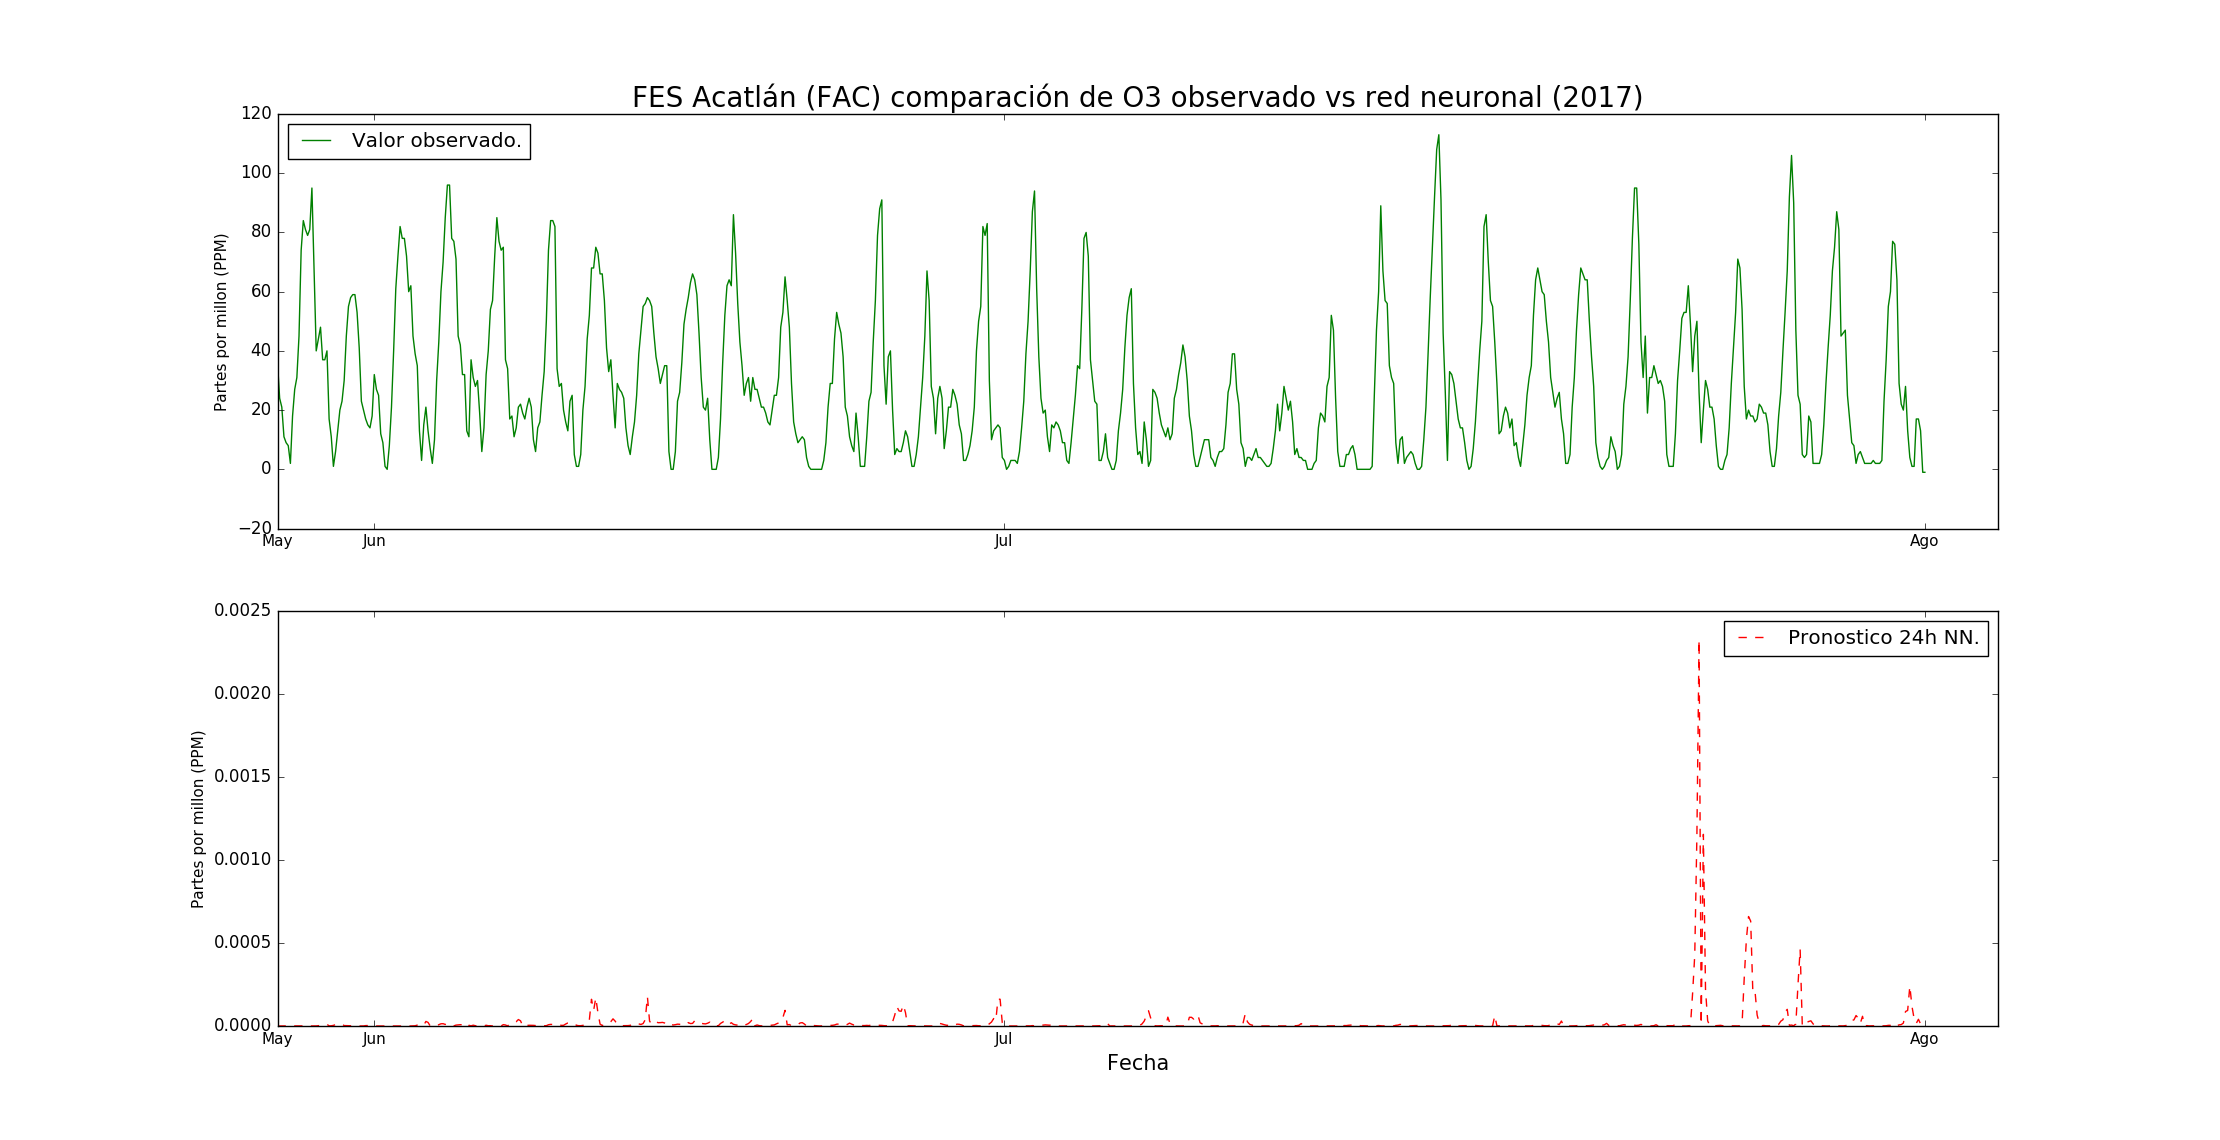 FES Acatlán (FAC) comparación de O3 observado vs red neuronal (2017)
120
100
80
60
40
20
0
−20
Partes por millon (PPM)
Valor observado.
May
Jun
Jul
Ago
0.0025
0.0020
0.0015
0.0010
0.0005
0.0000
Partes por millon (PPM)
Pronostico 24h NN.
May
Jun
Jul
Ago
Fecha